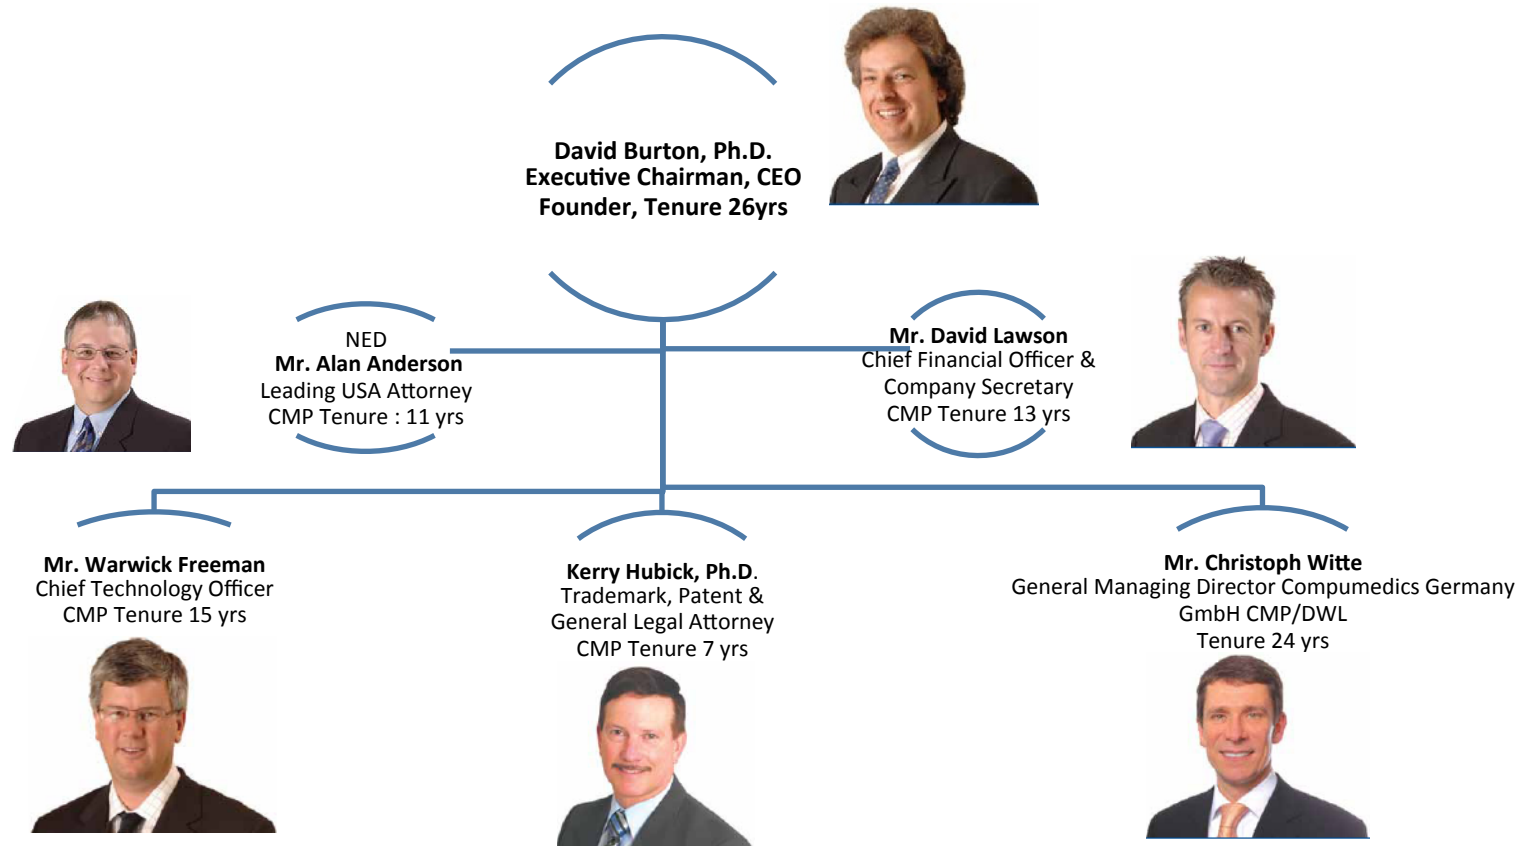 David Burton, Ph.D.
Executive Chairman, CEO
Founder, Tenure 26yrs
NED
Mr. Alan Anderson
Leading USA Attorney
CMP Tenure : 11 yrs
Mr. David Lawson
Chief Financial Officer &
Company Secretary
CMP Tenure 13 yrs
Mr. Warwick Freeman
Chief Technology Officer
CMP Tenure 15 yrs
Kerry Hubick, Ph.D.
Trademark, Patent &
General Legal Attorney
CMP Tenure 7 yrs
Mr. Christoph Witte
General Managing Director Compumedics Germany
GmbH CMP/DWL
Tenure 24 yrs